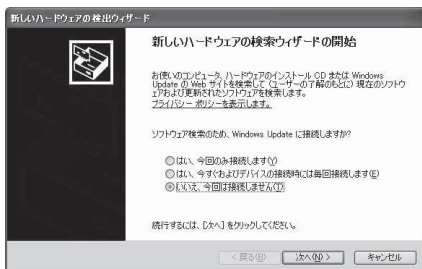 新しいハードウェアの検出ウィザード
新しいハードウェアの検索ウィザードの開始
お使いのコンピュータ、ハードウェアのインストール CD または Windows
Update の Web サイトを検索して (ユーザーの了解のもとに) 現在のソフトウ
ェアおよび更新されたソフトウェアを検索します。
プライバシー ポリシーを表示します。
ソフトウェア検索のため、Windows Update に接続しますか?
はい、今回のみ接続します(Y)
はい、今すぐおよびデバイスの接続時には毎回接続します(E)
いいえ、今回は接続しません(T)
続行するには、[次へ] をクリックしてください。
< 戻る(B)
次へ(N) >
キャンセル